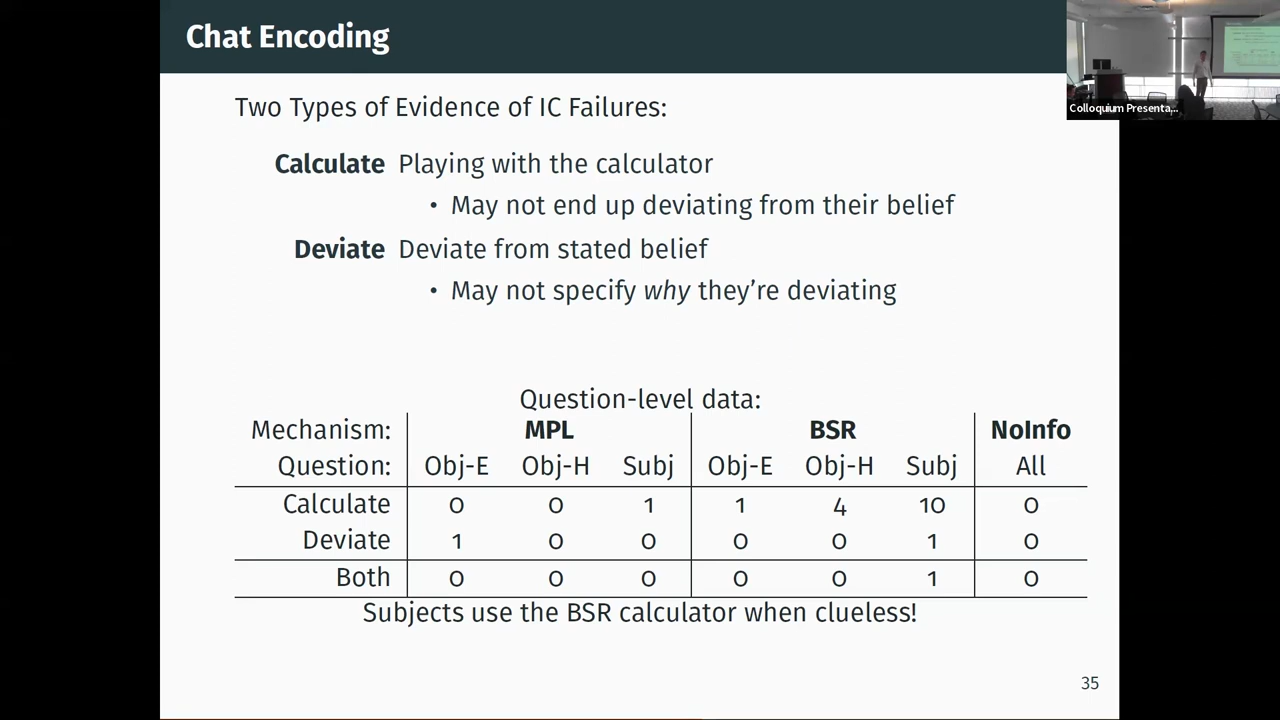 Chat Encoding
Colloquium Presenta...
Two Types of Evidence of IC Failures:
Calculate Playing with the calculator
• May not end up deviating from their belief
Deviate Deviate from stated belief
• May not specify why they're deviating
Question-level data:
Mechanism: MPL BSR NoInfo
Question: Obj-E Obj-H Subj Obj-E Obj-H Subj All
Calculate 0 0 1 1 4 10 0
Deviate 1 0 0 0 0 1 0
Both 0 0 0 0 0 1 0
Subjects use the BSR calculator when clueless!
35